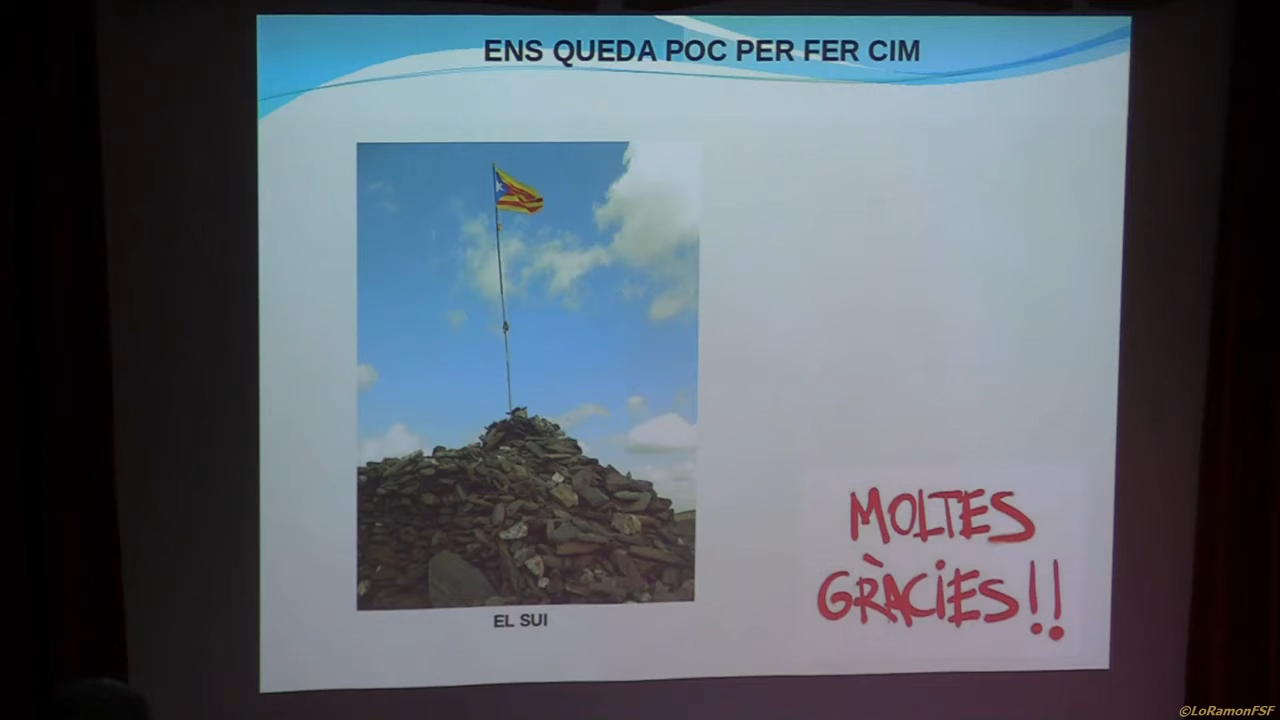 ENS QUEDA POC PER FER CIM
EL SUI
MOLTES
GRÀCIES!!
©LoRamonFSF